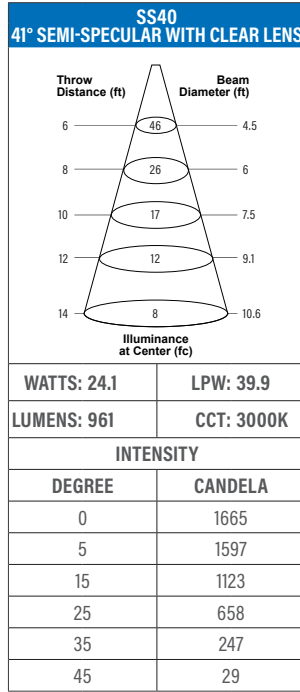 SS40
41° SEMI-SPECULAR WITH CLEAR LENS
Throw Distance (ft) Beam Diameter (ft)
6 46 4.5
8 26 6
10 17 7.5
12 12 9.1
14 8 10.6
Illuminance
at Center (fc)
WATTS: 24.1 LPW: 39.9
LUMENS: 961 CCT: 3000K
INTENSITY
DEGREE CANDELA
0 1665
5 1597
15 1123
25 658
35 247
45 29